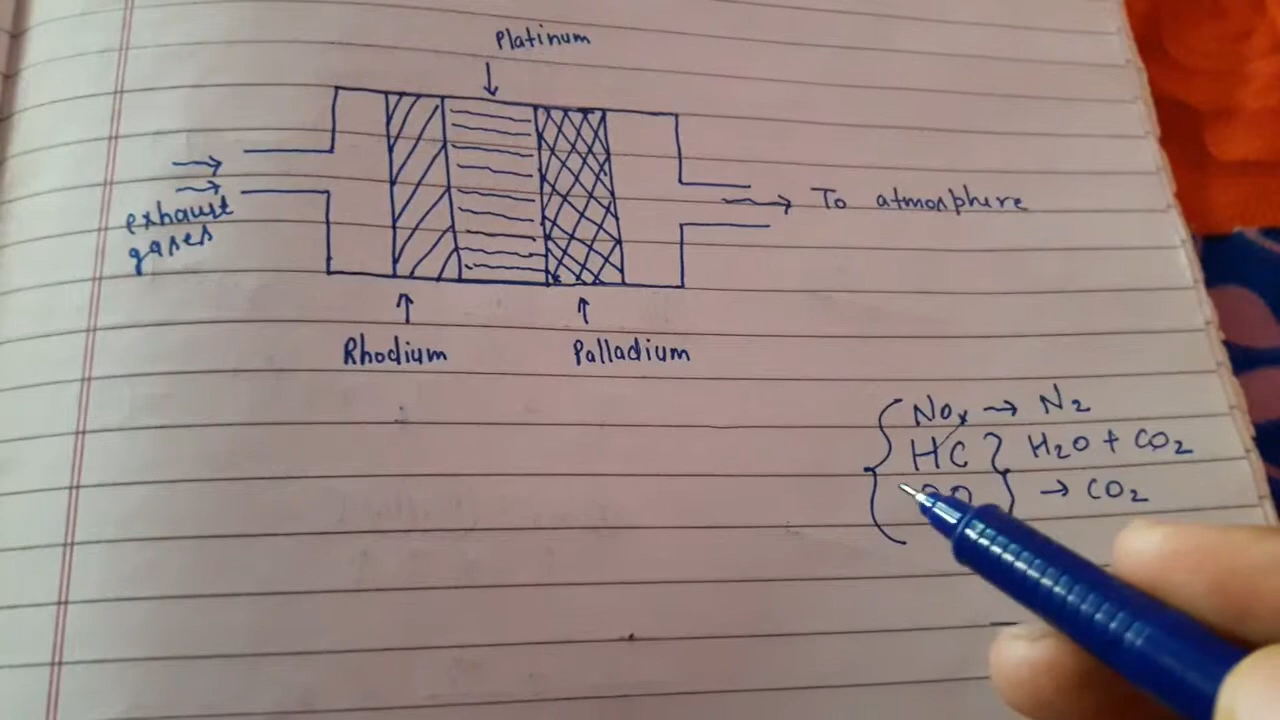 Platinum
exhaust
gases
To atmosphere
Rhodium
Palladium
NOx → N2
HC } H2O + CO2
→ CO2